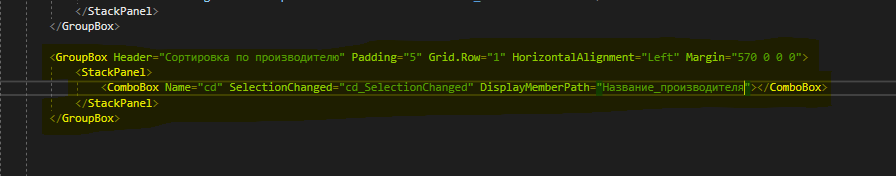 </StackPanel>
</GroupBox>
<GroupBox Header="Сортировка по производителю" Padding="5" Grid.Row="1" HorizontalAlignment="Left" Margin="570 0 0 0">
<StackPanel>
<ComboBox Name="cd" SelectionChanged="cd_SelectionChanged" DisplayMemberPath="Название_производителя"></ComboBox>
</StackPanel>
</GroupBox>